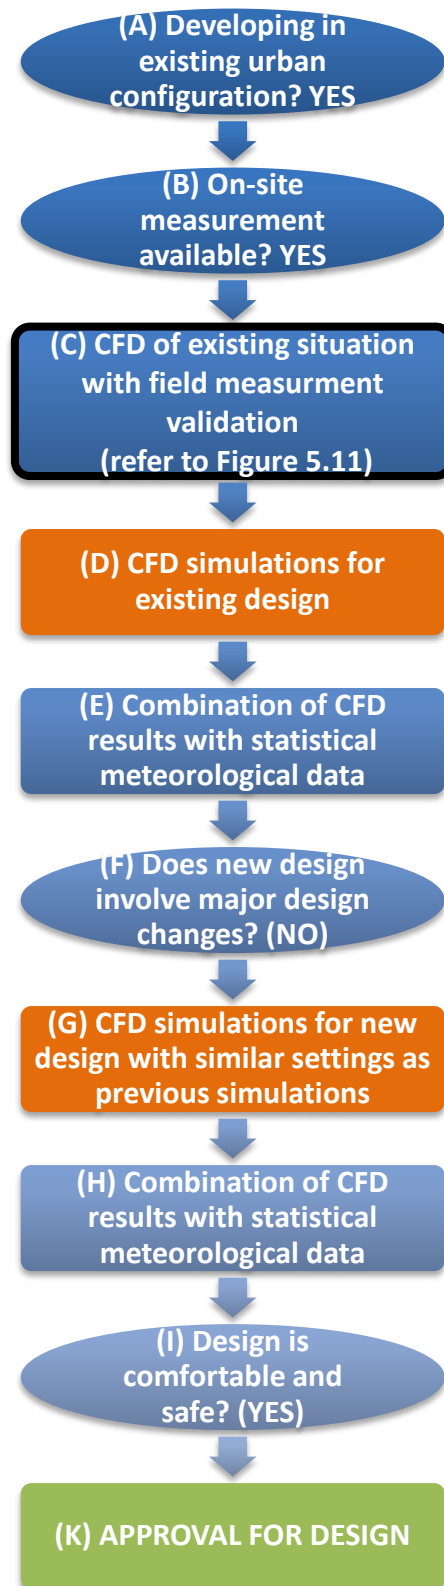 (A) Developing in
existing urban
configuration? YES
(B) On-site
measurement
available? YES
(C) CFD of existing situation
with field measurment
validation
(refer to Figure 5.11)
(D) CFD simulations for
existing design
(E) Combination of CFD
results with statistical
meteorological data
(F) Does new design
involve major design
changes? (NO)
(G) CFD simulations for new
design with similar settings as
previous simulations
(H) Combination of CFD
results with statistical
meteorological data
(I) Design is
comfortable and
safe? (YES)
(K) APPROVAL FOR DESIGN